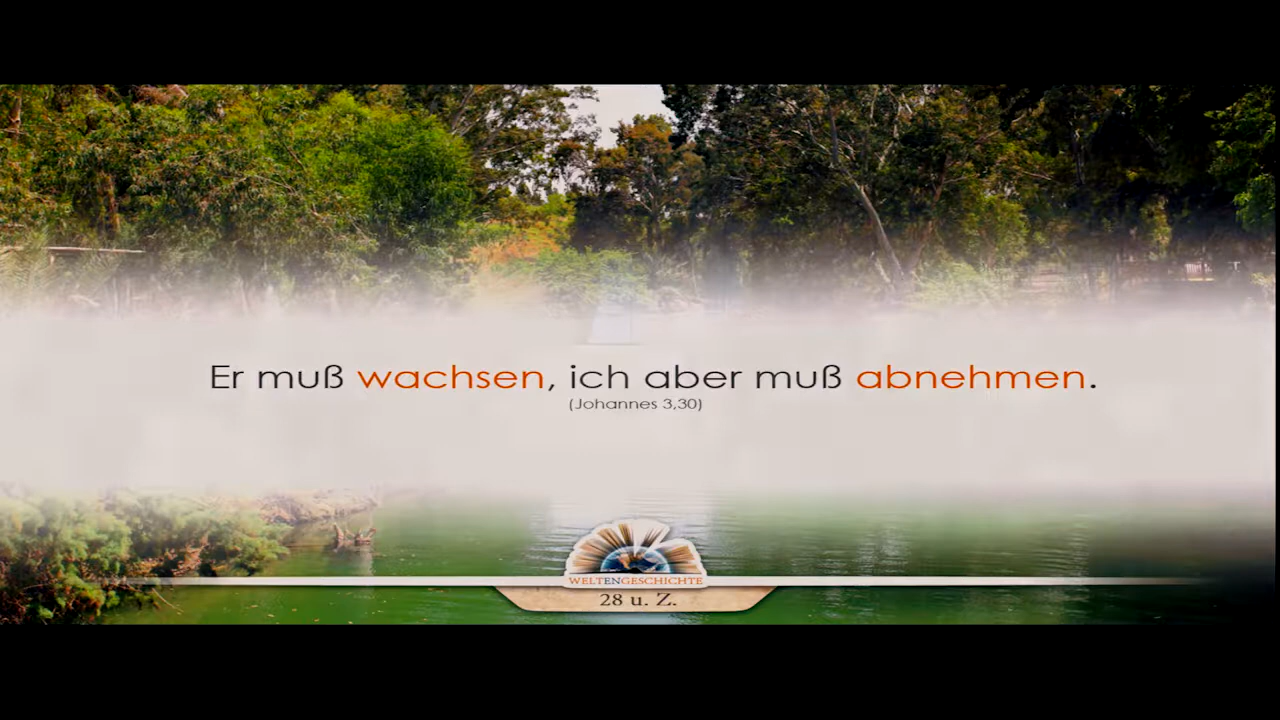 Er muß wachsen, ich aber muß abnehmen.
(Johannes 3,30)
WELTENGESCHICHTE
28 u. Z.